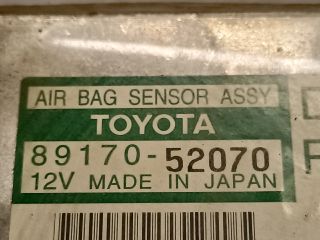 AIR BAG SENSOR ASSY
TOYOTA
89170-52070
12V MADE IN JAPAN